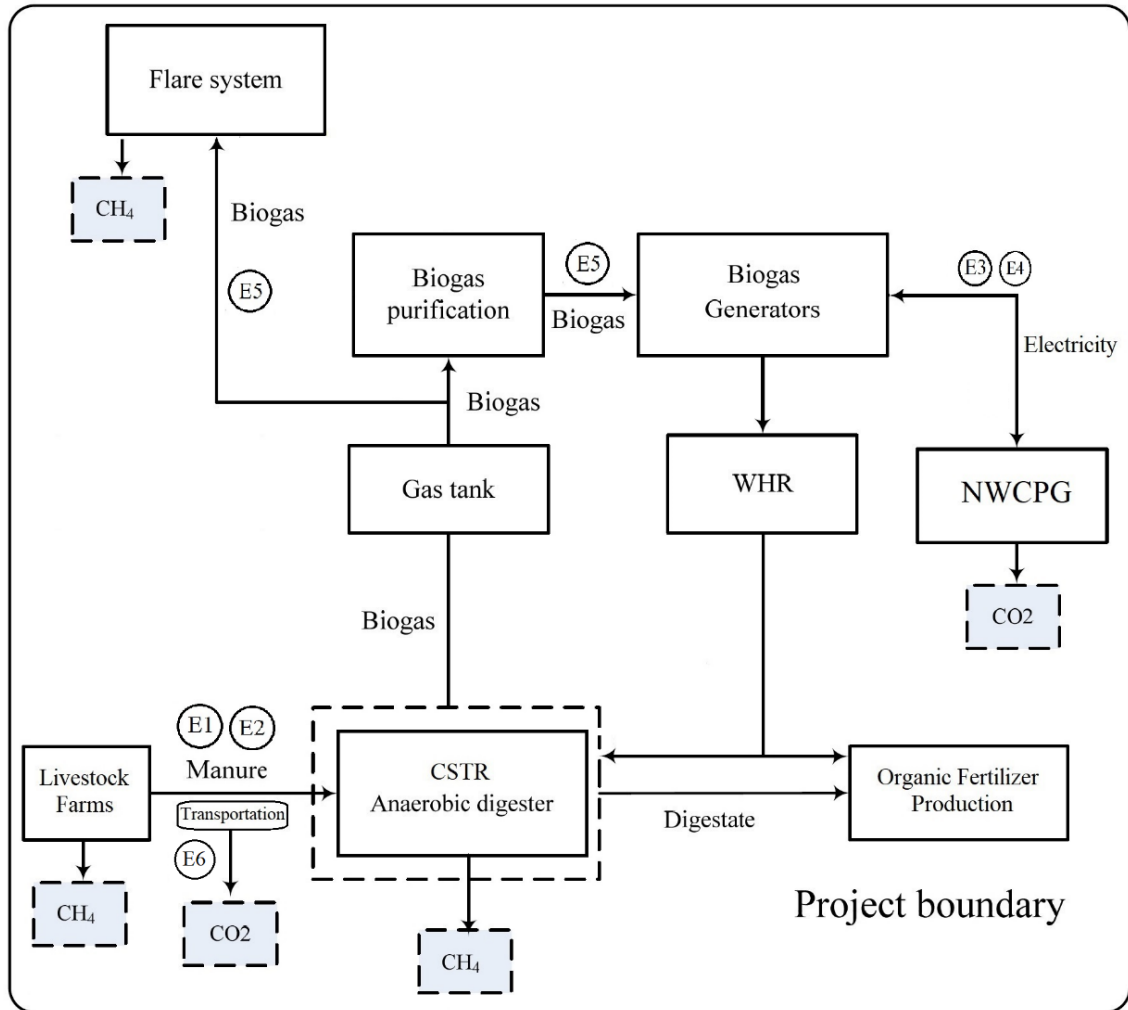 Flare system
CH₄
Biogas
E5
Biogas
purification
E5
Biogas
Biogas
Generators
E3 E4
Electricity
Biogas
Gas tank
WHR
NWCPG
CO2
Biogas
E1 E2
Manure
Livestock
Farms
Transportation
E6
CH₄
CO2
CSTR
Anaerobic digester
CH₄
Digestate
Organic Fertilizer
Production
Project boundary